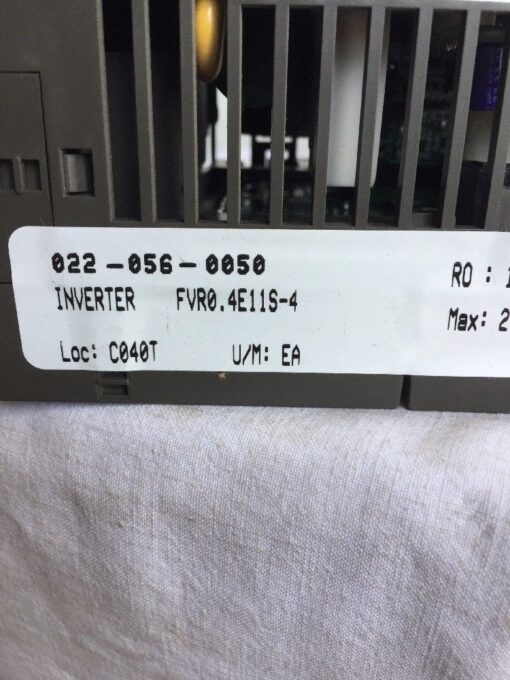 022-056-0050
RO :
INVERTER FVR0.4E11S-4
Max: 2
Loc: C040T U/M: EA